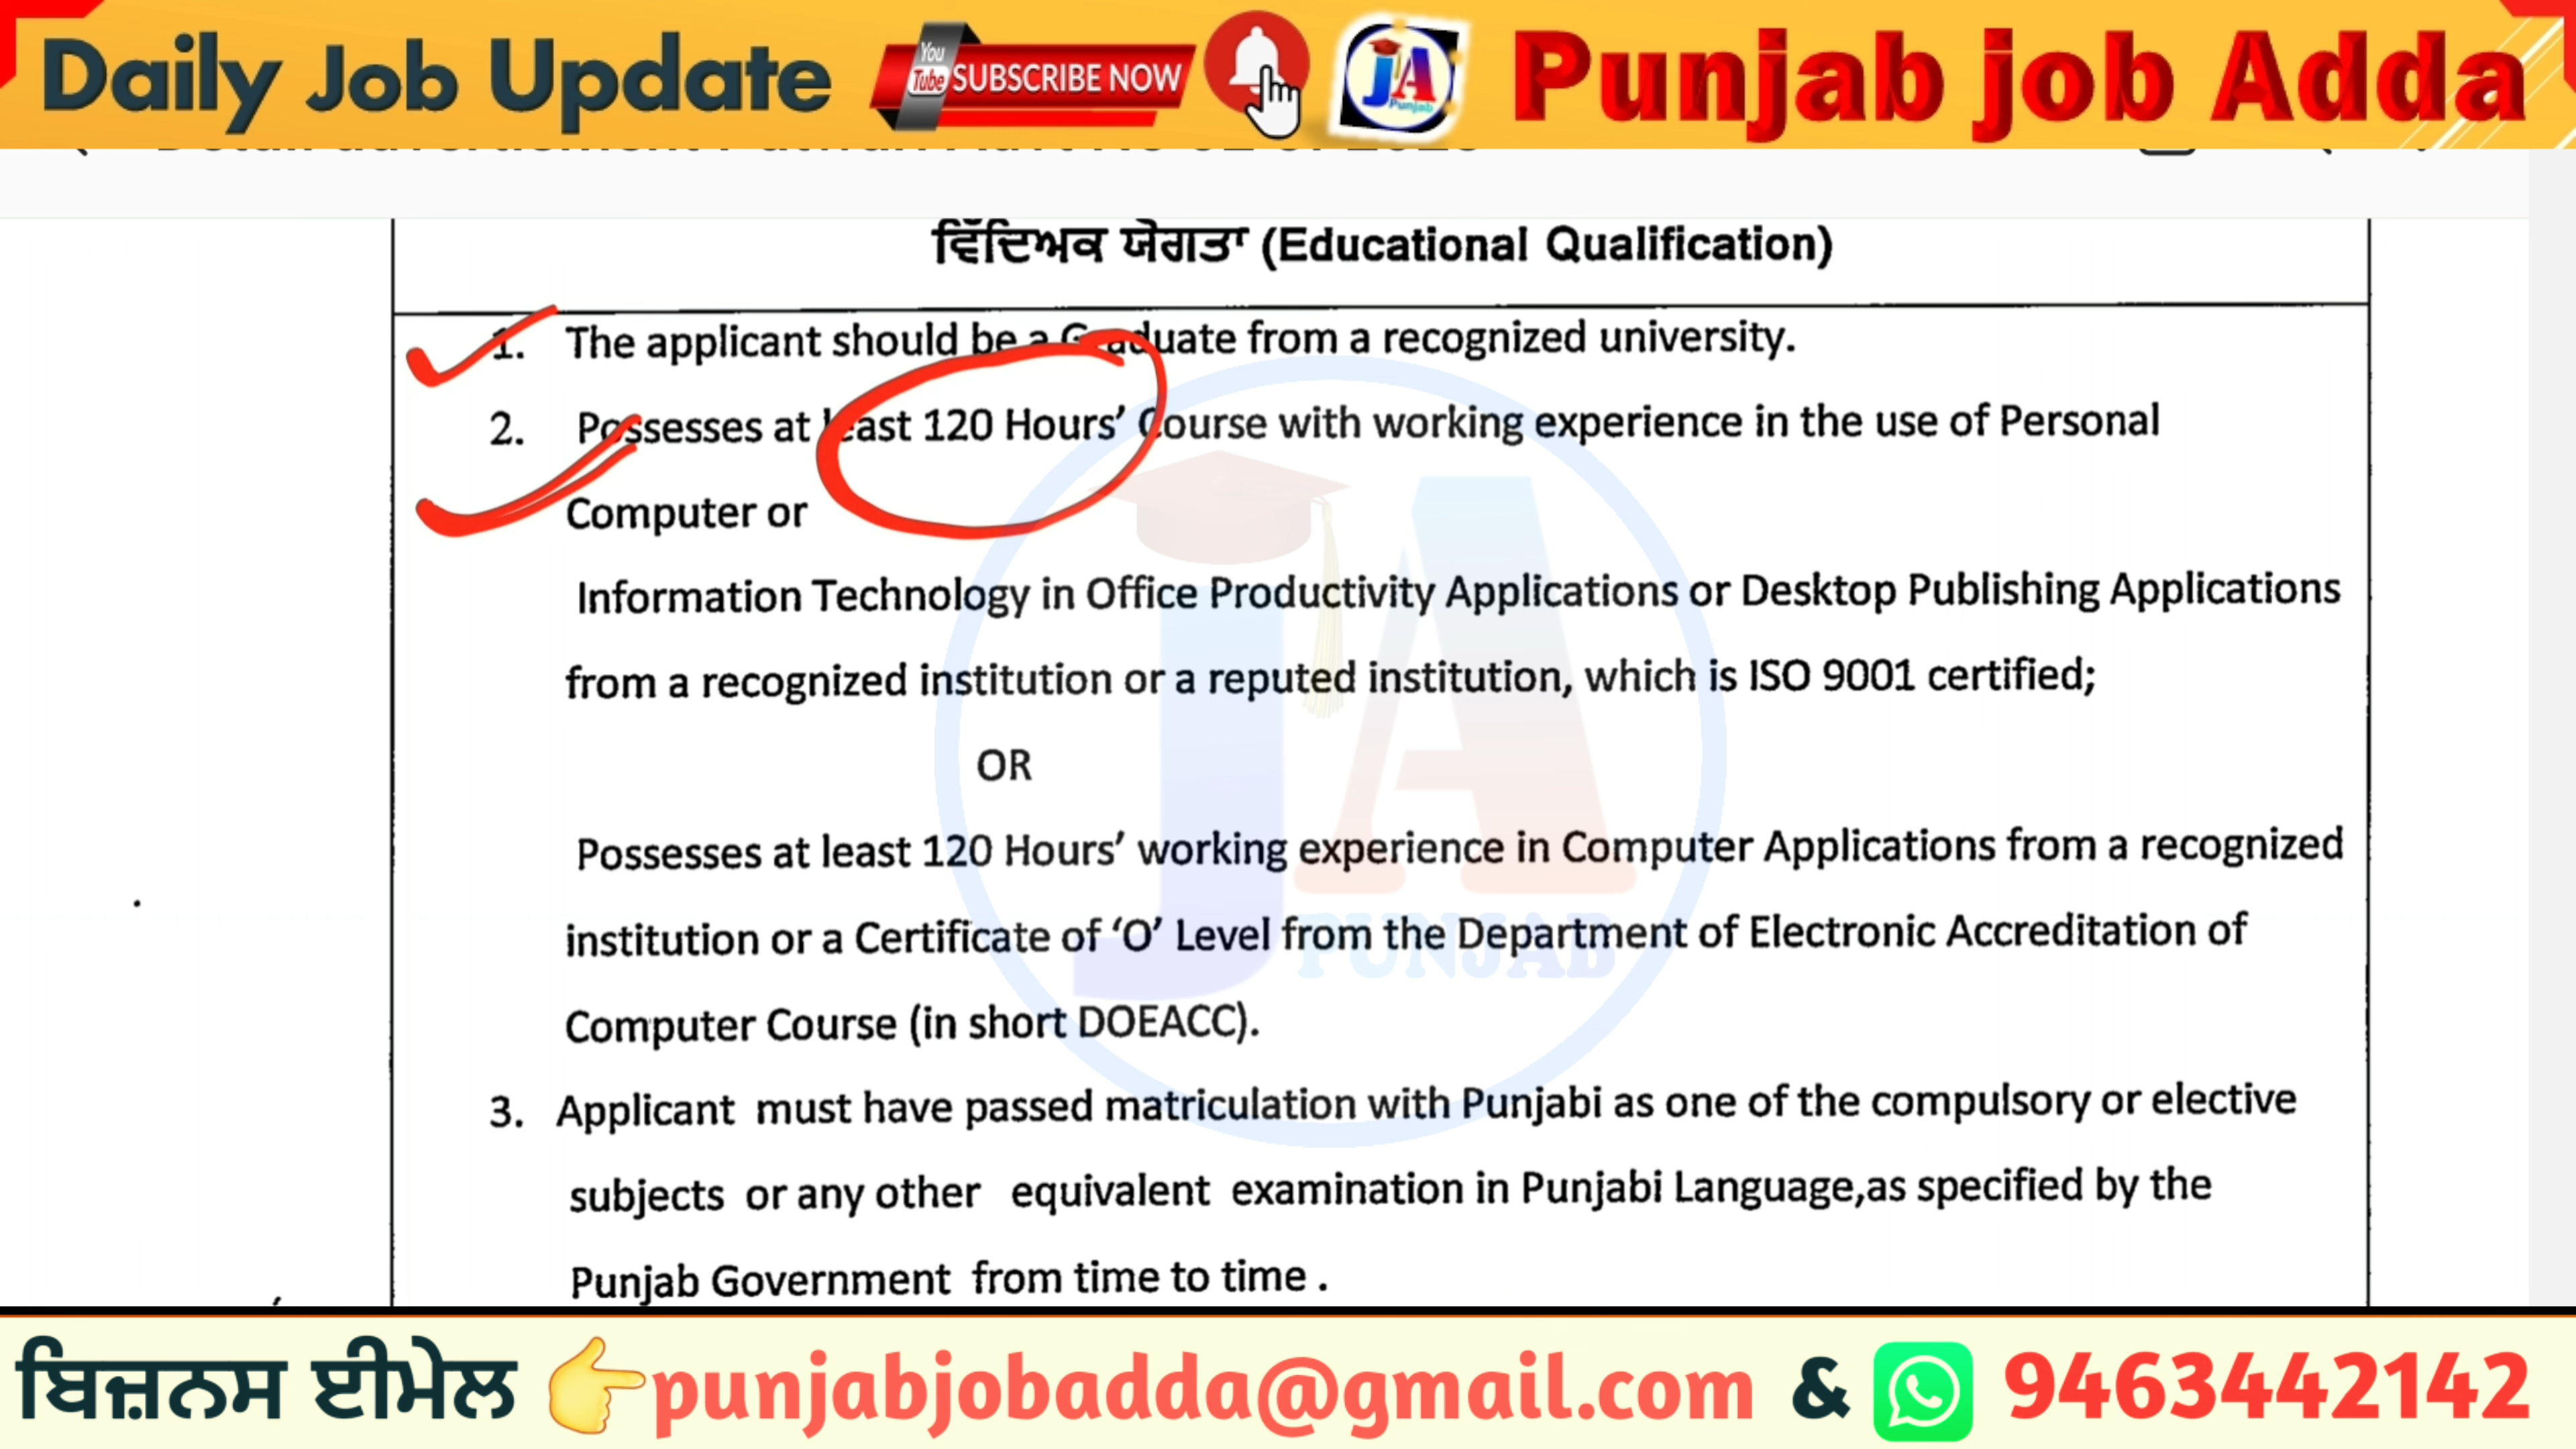 Daily Job Update You Tube SUBSCRIBE NOW jA Punjab Punjab job Adda
ਵਿੱਦਿਅਕ ਯੋਗਤਾ (Educational Qualification)
1. The applicant should be a Graduate from a recognized university.
2. Possesses at least 120 Hours’ Course with working experience in the use of Personal
Computer or
Information Technology in Office Productivity Applications or Desktop Publishing Applications
from a recognized institution or a reputed institution, which is ISO 9001 certified;
OR
Possesses at least 120 Hours’ working experience in Computer Applications from a recognized
institution or a Certificate of ‘O’ Level from the Department of Electronic Accreditation of
Computer Course (in short DOEACC).
3. Applicant must have passed matriculation with Punjabi as one of the compulsory or elective
subjects or any other equivalent examination in Punjabi Language,as specified by the
Punjab Government from time to time .
jA
PUNJAB
ਬਿਜ਼ਨਸ ਈਮੇਲ 👉punjabjobadda@gmail.com & 9463442142